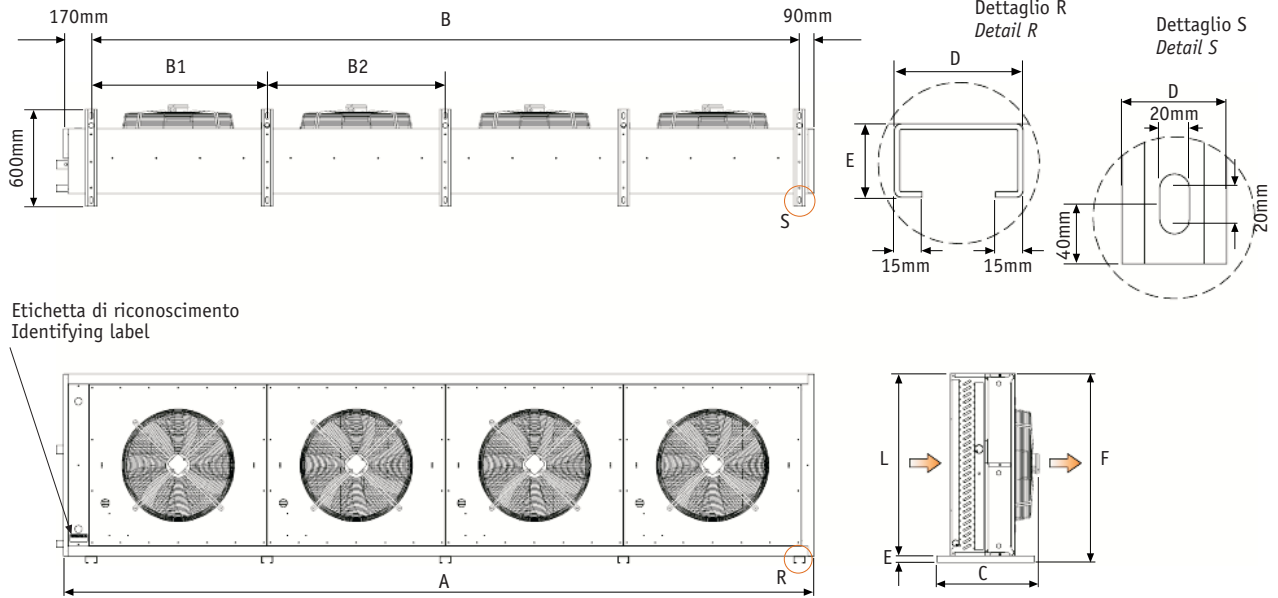 170mm
B
90mm
B1
B2
600mm
S
Dettaglio R
Detail R
D
E
15mm
15mm
Dettaglio S
Detail S
D
20mm
40mm
20mm
Etichetta di riconoscimento
Identifying label
A
R
L
F
E
C